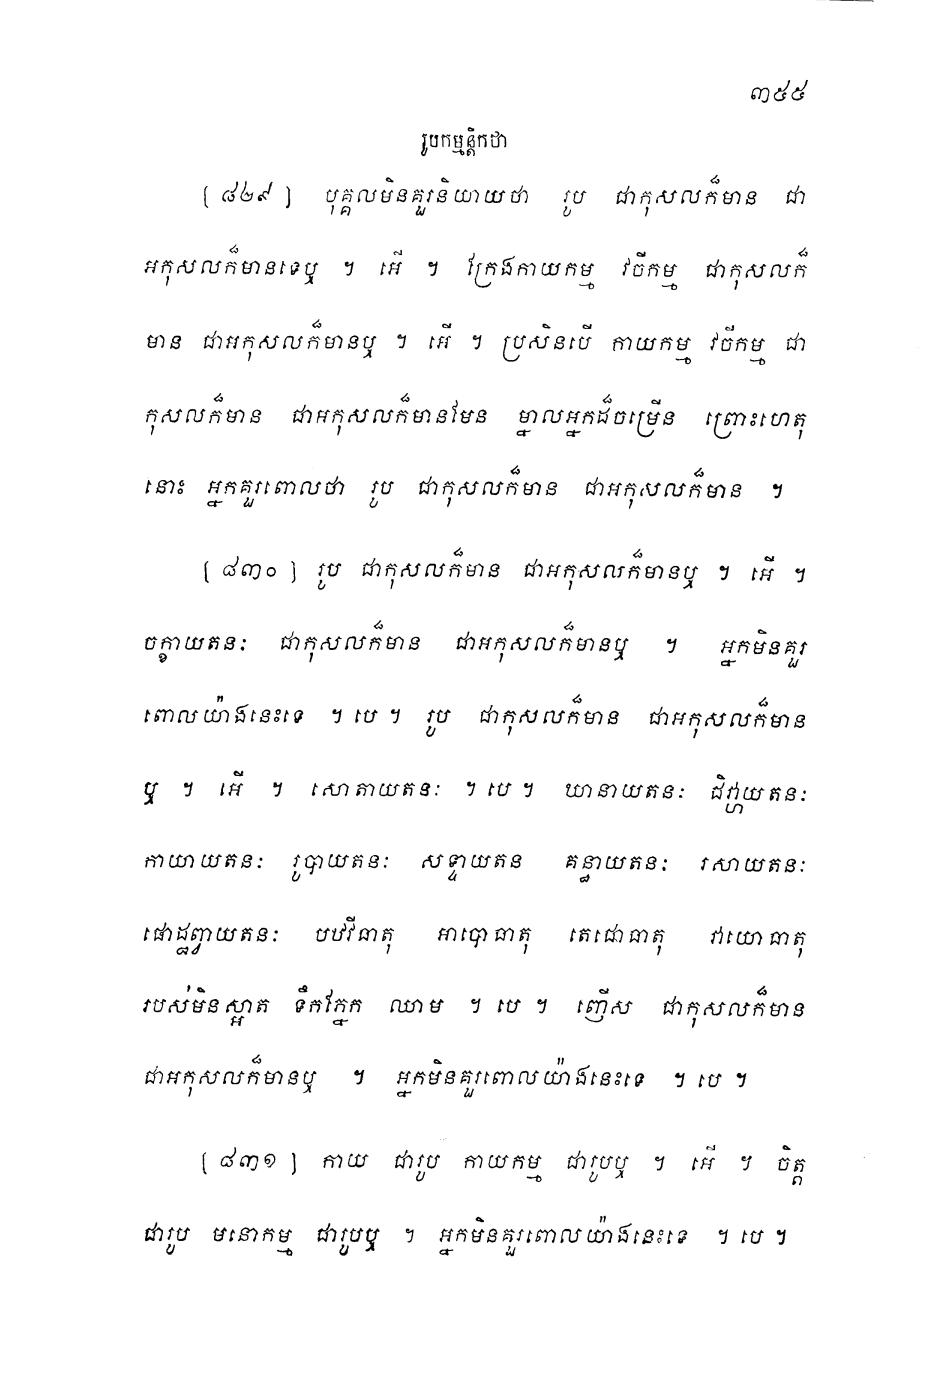 ៣៥៥
រូបកម្មន្តិកថា
[ ៨២៩ ] បុគ្គលមិនគួរនិយាយថា រូប ជាកុសលក៏មាន ជា
អកុសលក៏មានទេឬ ។ អើ ។ ក្រែងកាយកម្ម វចីកម្ម ជាកុសលក៏
មាន ជាអកុសលក៏មានឬ ។ អើ ។ ប្រសិនបើ កាយកម្ម វចីកម្ម ជា
កុសលក៏មាន ជាអកុសលក៏មានមែន ម្នាលអ្នកដ៏ចម្រើន ព្រោះហេតុ
នោះ អ្នកគួរពោលថា រូប ជាកុសលក៏មាន ជាអកុសលក៏មាន ។
[ ៨៣០ ] រូប ជាកុសលក៏មាន ជាអកុសលក៏មានឬ ។ អើ ។
ចក្ខាយតនៈ ជាកុសលក៏មាន ជាអកុសលក៏មានឬ ។ អ្នកមិនគួរ
ពោលយ៉ាងនេះទេ ។ បេ ។ រូប ជាកុសលក៏មាន ជាអកុសលក៏មាន
ឬ ។ អើ ។ សោតាយតនៈ ។ បេ ។ ឃានាយតនៈ ជិវ្ហាយតនៈ
កាយាយតនៈ រូបាយតនៈ សទ្ទាយតន គន្ធាយតនៈ រសាយតនៈ
ផោដ្ឋព្វាយតនៈ បឋវីធាតុ អាបោធាតុ តេជោធាតុ វាយោធាតុ
របស់មិនស្អាត ទឹកភ្នែក ឈាម ។ បេ ។ ញើស ជាកុសលក៏មាន
ជាអកុសលក៏មានឬ ។ អ្នកមិនគួរពោលយ៉ាងនេះទេ ។ បេ ។
[ ៨៣១ ] កាយ ជារូប កាយកម្ម ជារូបឬ ។ អើ ។ ចិត្ត
ជារូប មនោកម្ម ជារូបឬ ។ អ្នកមិនគួរពោលយ៉ាងនេះទេ ។ បេ ។